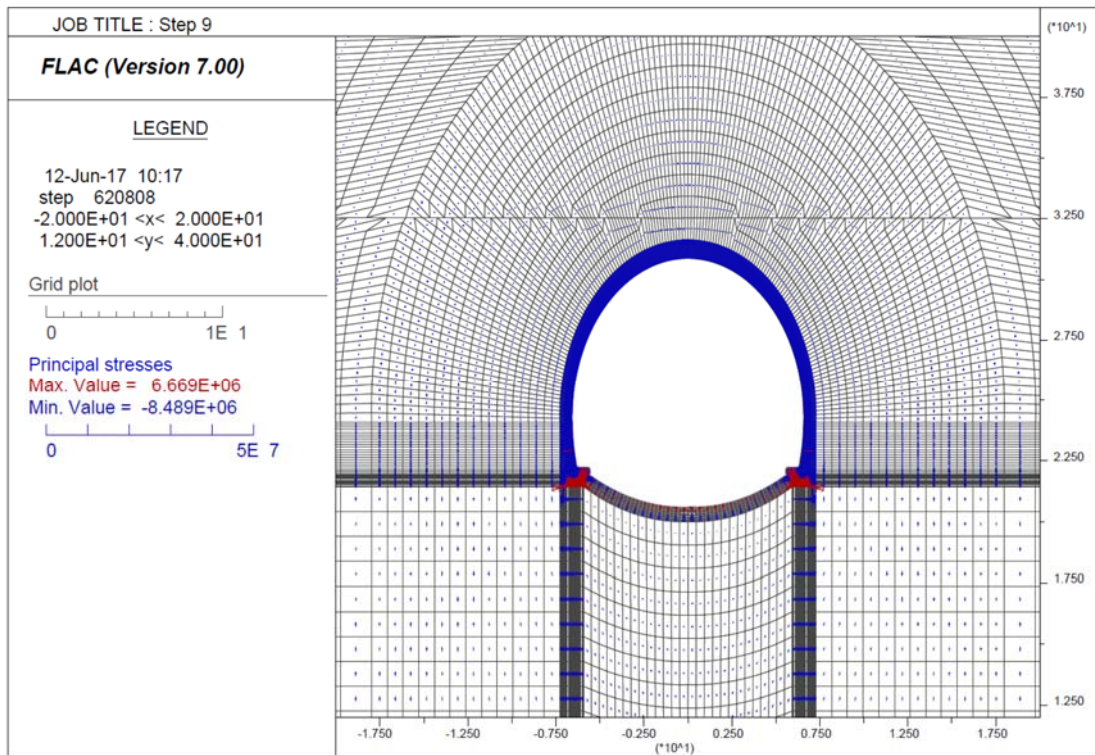 JOB TITLE : Step 9
FLAC (Version 7.00)
LEGEND
12-Jun-17 10:17
step 620808
-2.000E+01 <x< 2.000E+01
1.200E+01 <y< 4.000E+01
Grid plot
0 1E 1
Principal stresses
Max. Value = 6.669E+06
Min. Value = -8.489E+06
0 5E 7
(*10^1)
3.750
3.250
2.750
2.250
1.750
1.250
-1.750 -1.250 -0.750 -0.250 0.250 0.750 1.250 1.750
(*10^1)